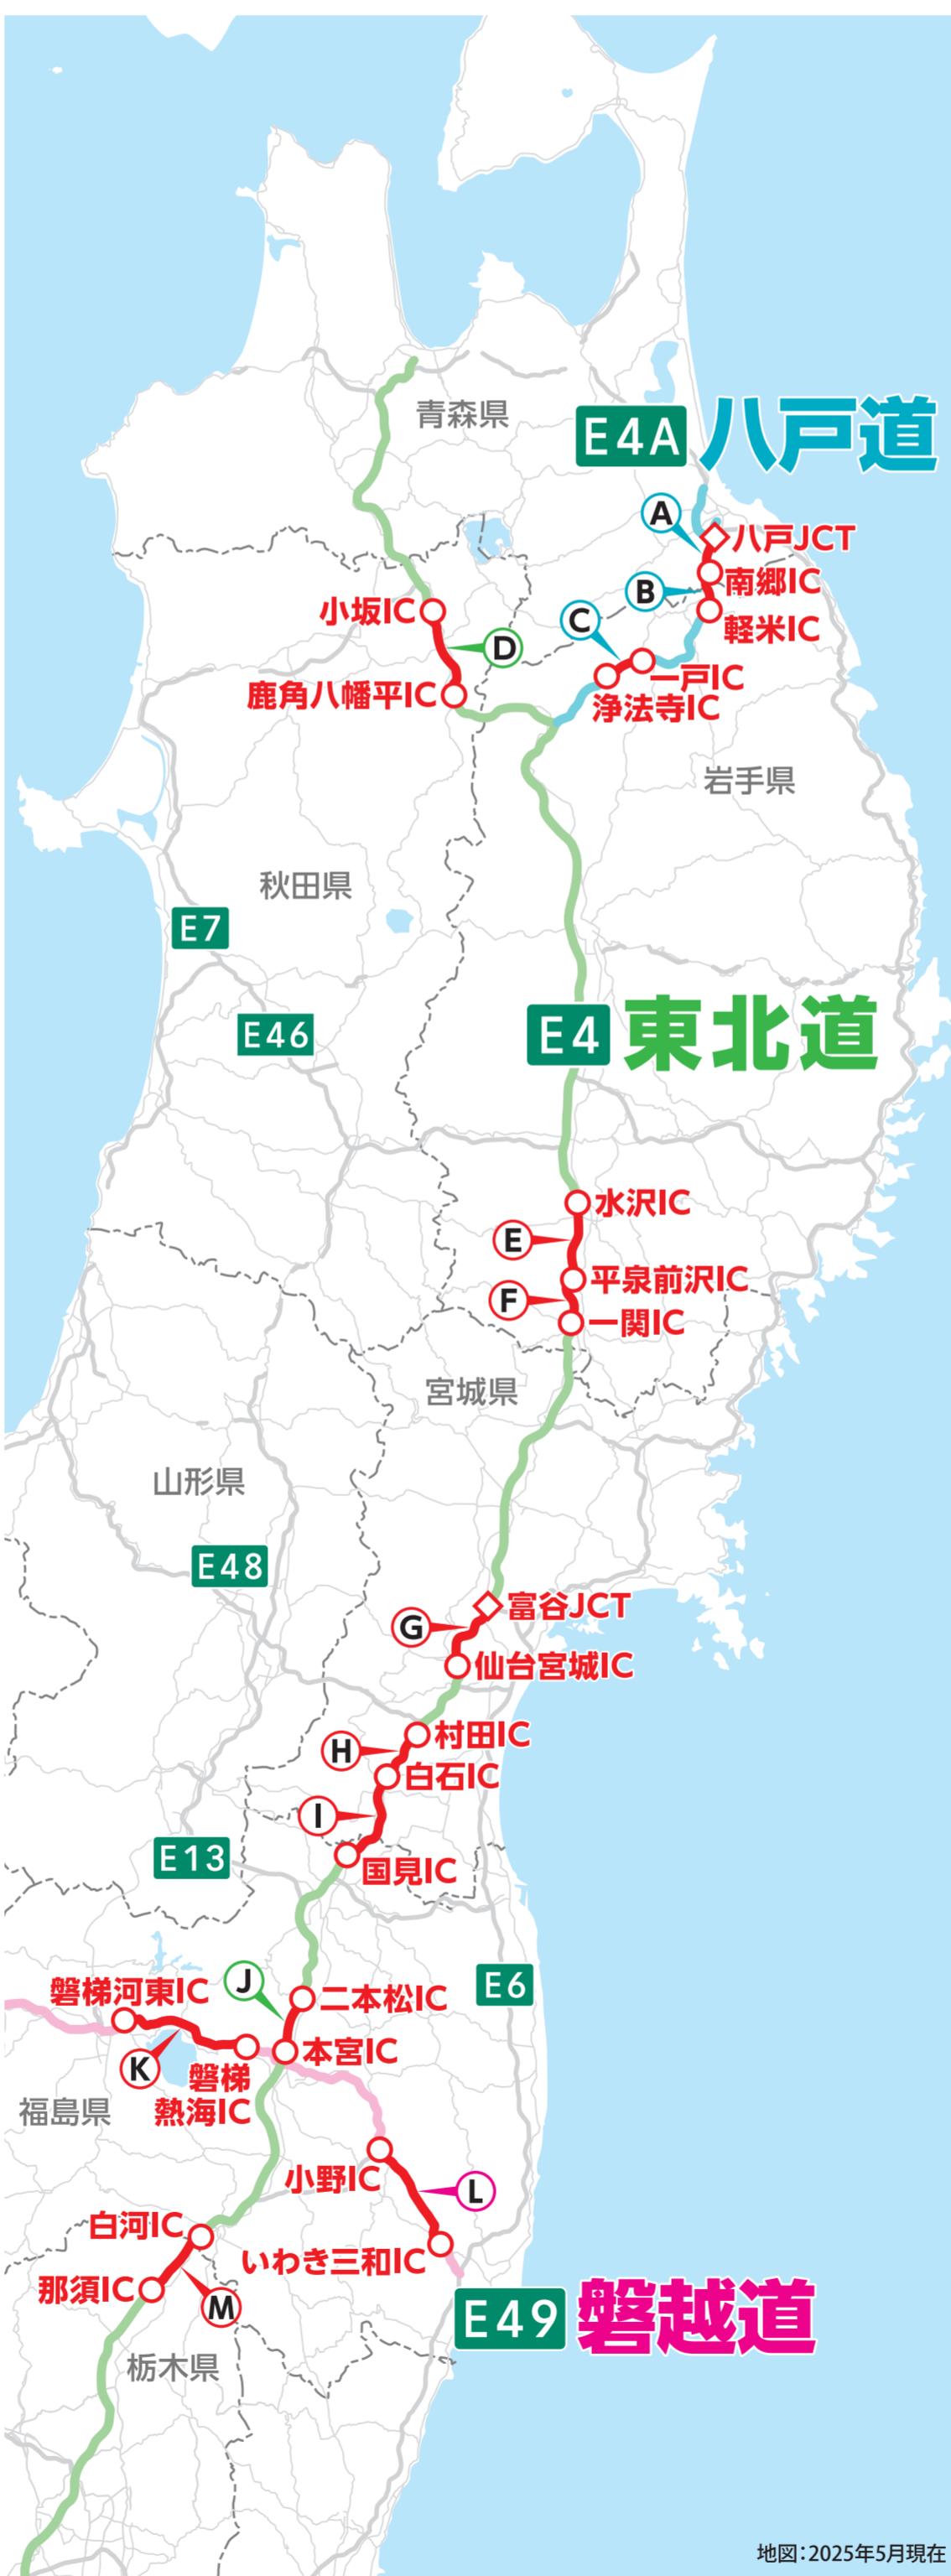 青森県
E4A 八戸道
A
八戸JCT
南郷IC
B
軽米IC
C
一戸IC
浄法寺IC
小坂IC
D
鹿角八幡平IC
岩手県
秋田県
E7
E46
E4 東北道
水沢IC
E
平泉前沢IC
F
一関IC
宮城県
山形県
E48
富谷JCT
G
仙台宮城IC
村田IC
H
白石IC
I
E13
国見IC
J
E6
磐梯河東IC
二本松IC
本宮IC
K
磐梯
熱海IC
福島県
小野IC
L
白河IC
いわき三和IC
那須IC
M
E49 磐越道
栃木県
地図:2025年5月現在